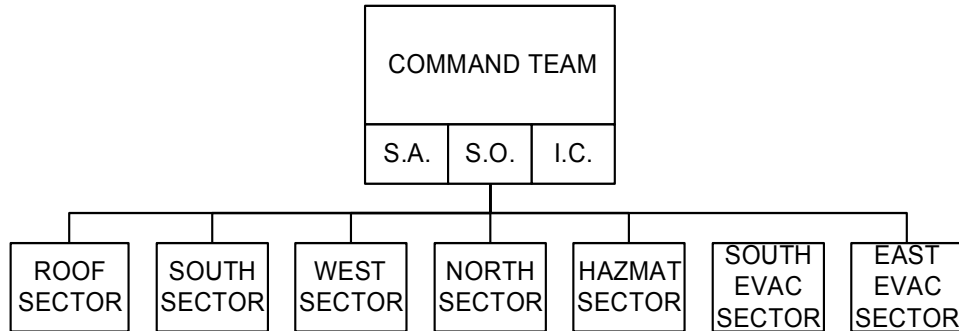 COMMAND TEAM
S.A. S.O. I.C.
ROOF
SECTOR
SOUTH
SECTOR
WEST
SECTOR
NORTH
SECTOR
HAZMAT
SECTOR
SOUTH
EVAC
SECTOR
EAST
EVAC
SECTOR